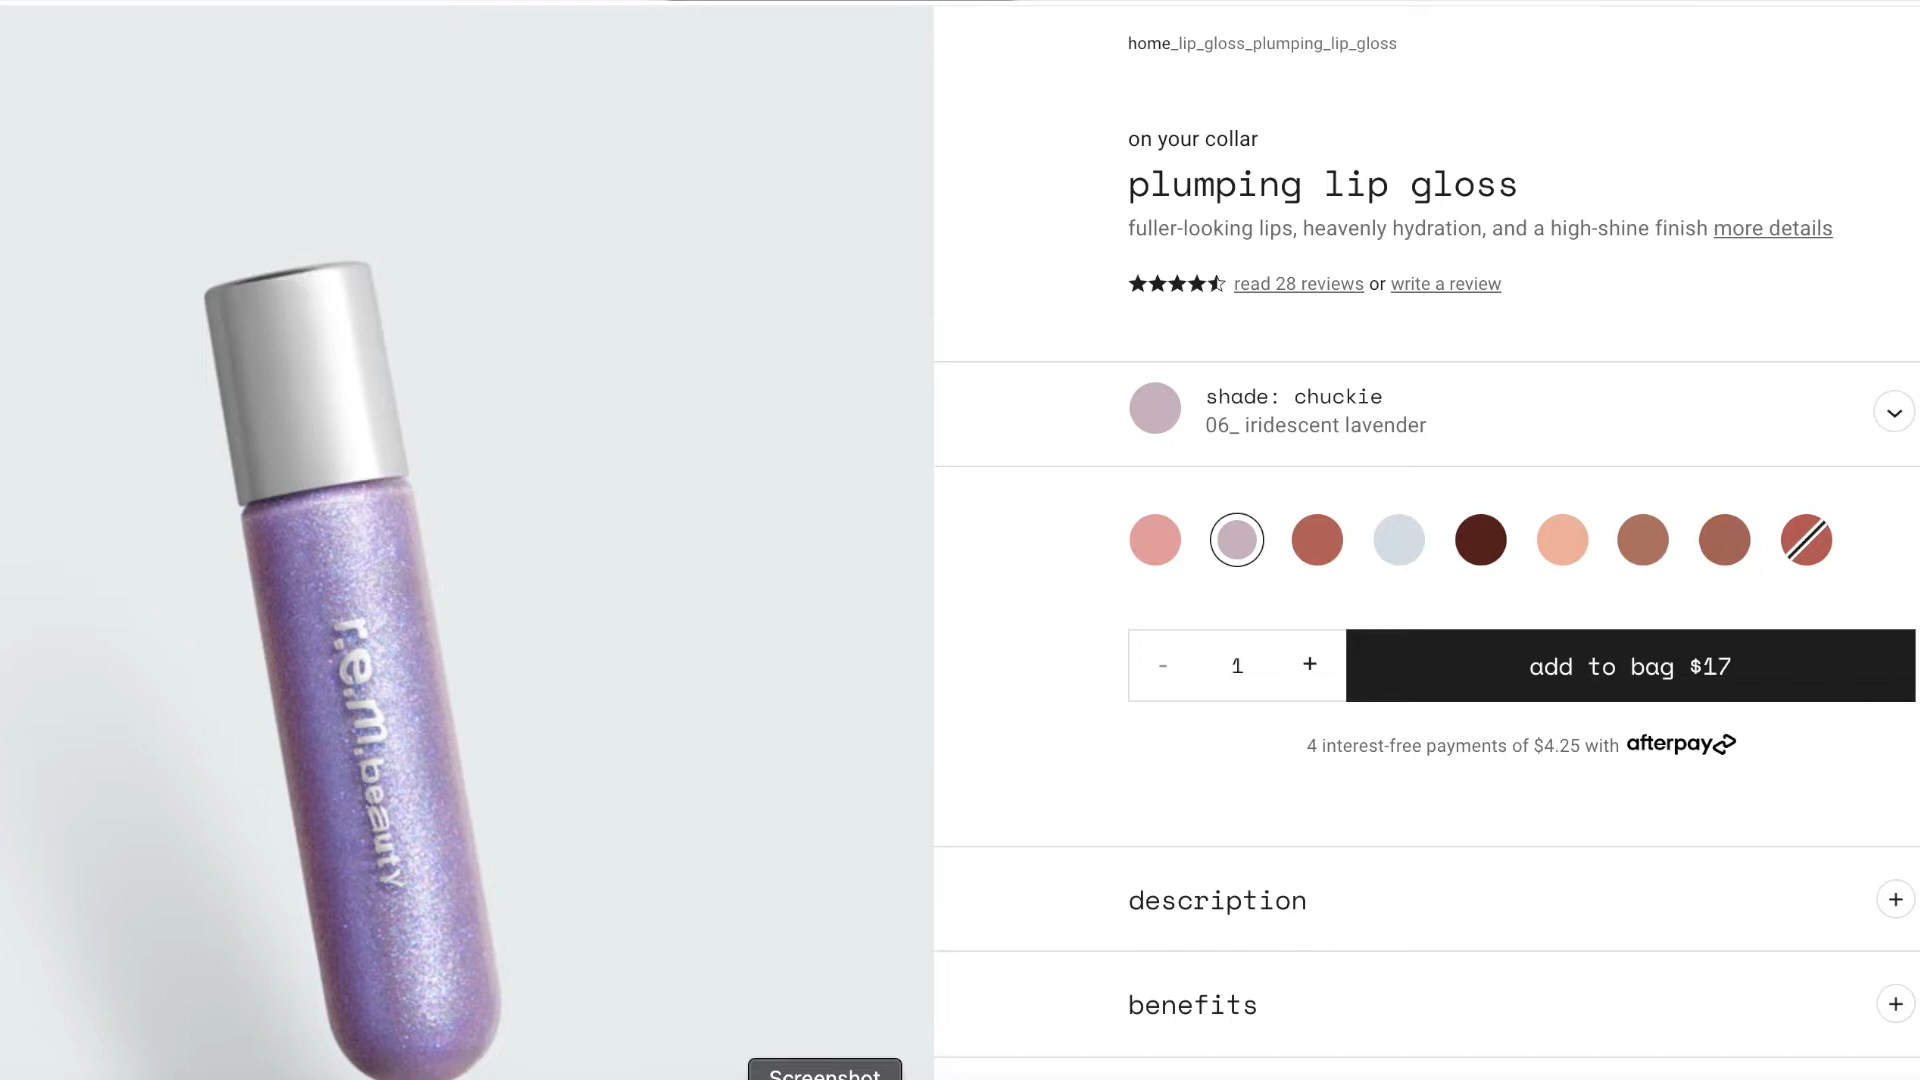 home_lip_gloss_plumping_lip_gloss
on your collar
plumping lip gloss
fuller-looking lips, heavenly hydration, and a high-shine finish more details
read 28 reviews or write a review
shade: chuckie
06_ iridescent lavender
r.e.m.beauty
- 1 +
add to bag $17
4 interest-free payments of $4.25 with afterpay
description
+
benefits
+
Screenshot